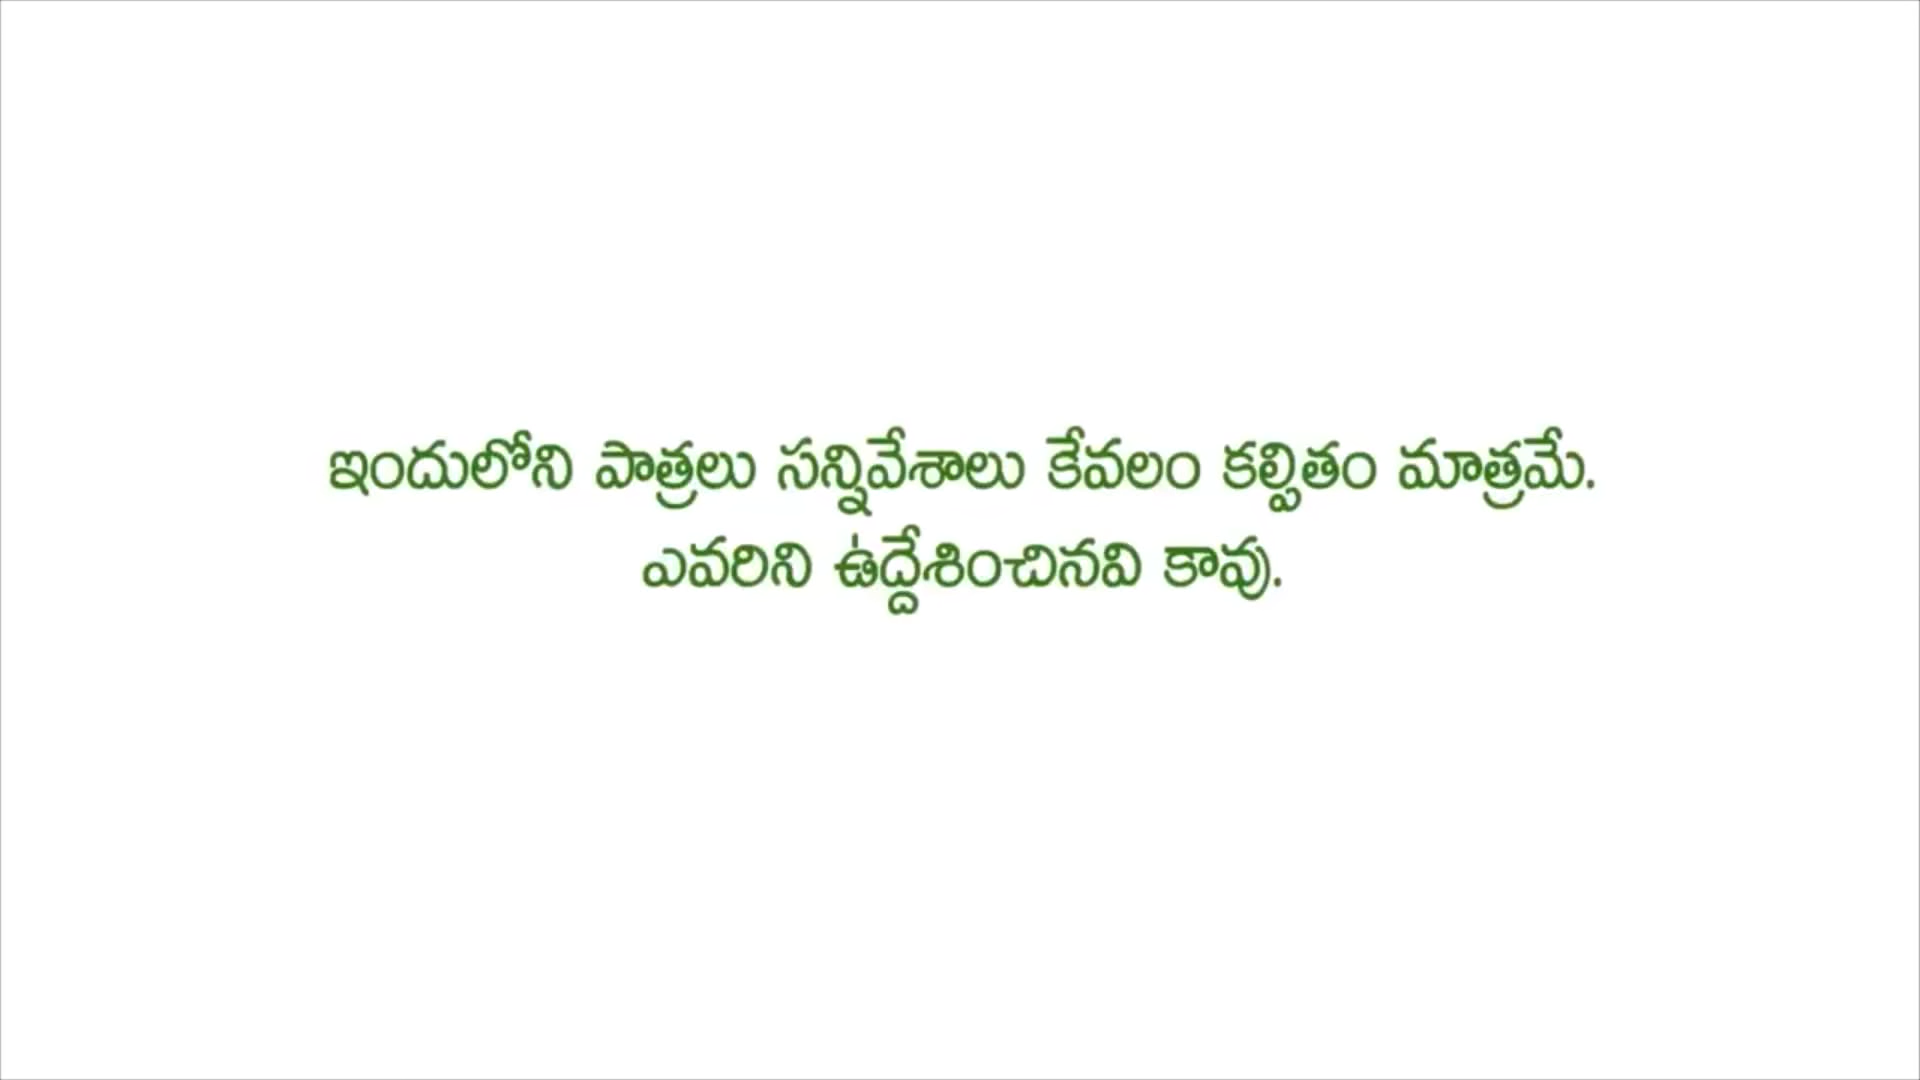 ఇందులోని పాత్రలు సన్నివేశాలు కేవలం కల్పితం మాత్రమే.
ఎవరిని ఉద్దేశించినవి కావు.